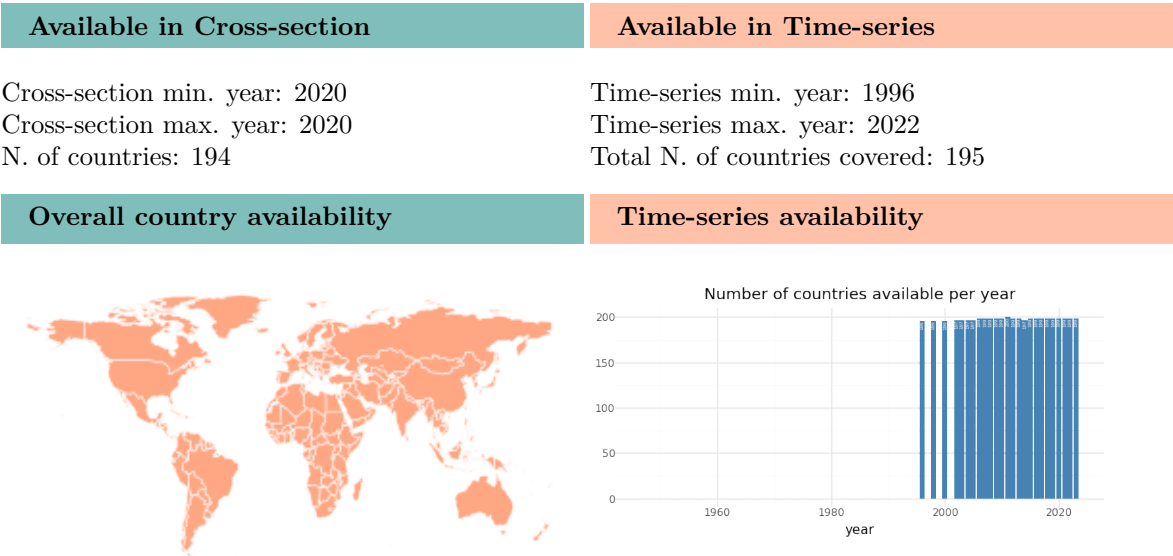 Available in Cross-section
Available in Time-series
Cross-section min. year: 2020
Cross-section max. year: 2020
N. of countries: 194
Time-series min. year: 1996
Time-series max. year: 2022
Total N. of countries covered: 195
Overall country availability
Time-series availability
Number of countries available per year
200
150
100
50
0
1960 1980 2000 2020
year